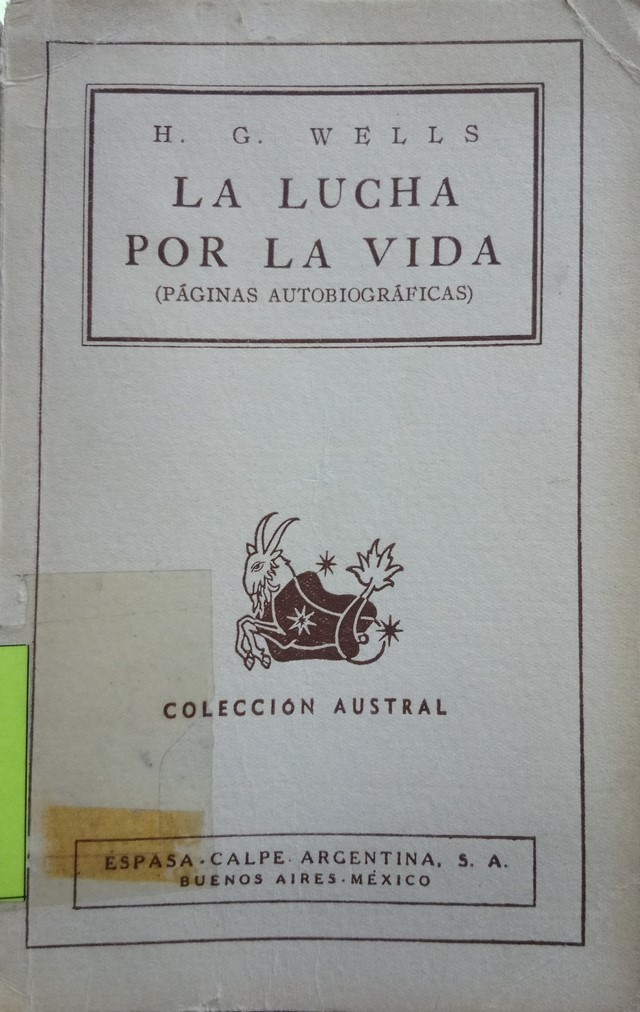 H. G. WELLS
LA LUCHA
POR LA VIDA
(PÁGINAS AUTOBIOGRÁFICAS)
COLECCIÓN AUSTRAL
ESPASA-CALPE ARGENTINA, S. A.
BUENOS AIRES-MÉXICO